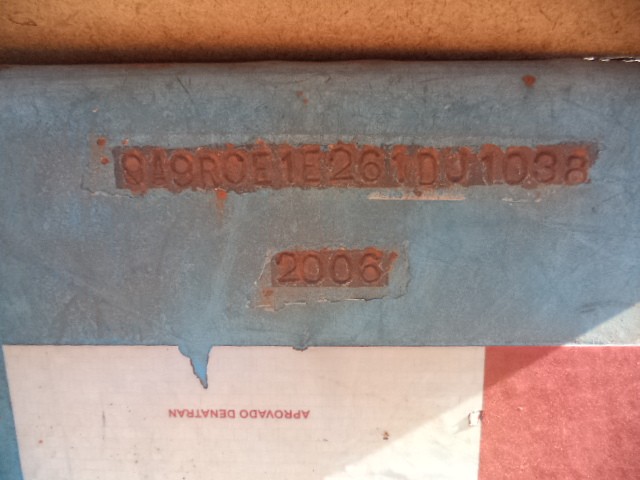 9A9RCE1E261DJ1038
2006
APROVADO DENATRAN